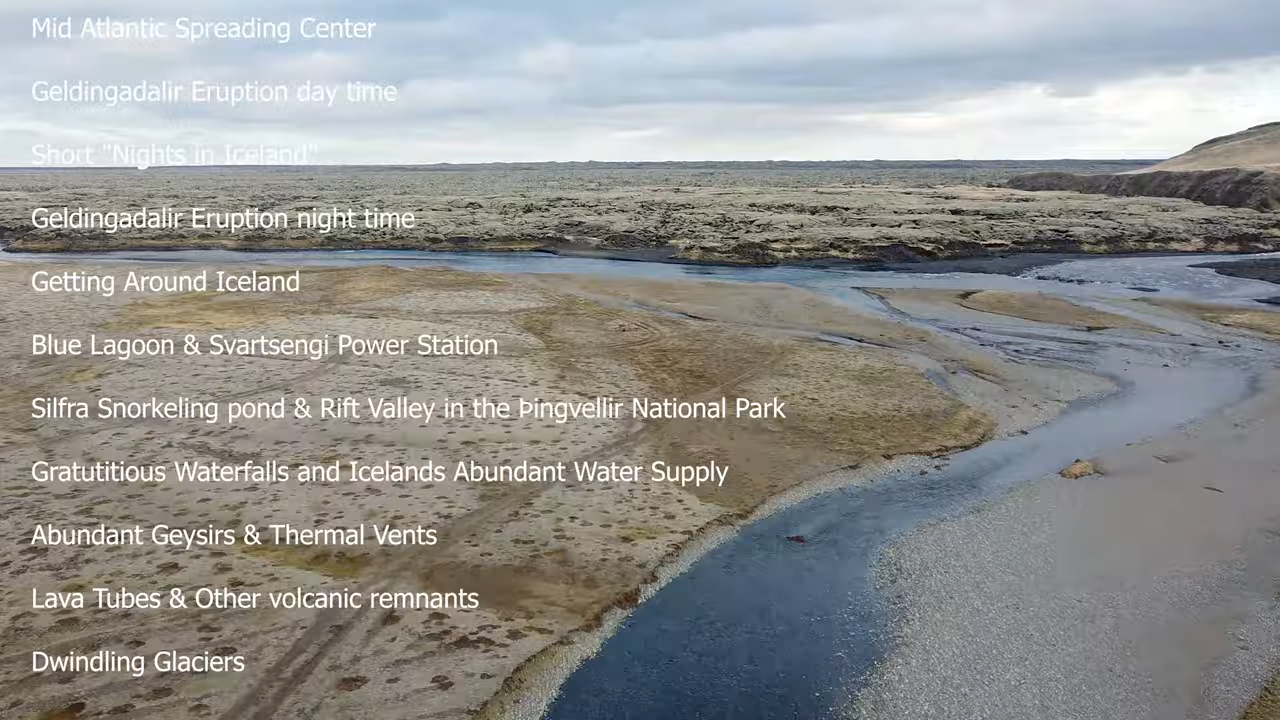 Mid Atlantic Spreading Center
Geldingadalir Eruption day time
Short "Nights in Iceland"
Geldingadalir Eruption night time
Getting Around Iceland
Blue Lagoon & Svartsengi Power Station
Silfra Snorkeling pond & Rift Valley in the Þingvellir National Park
Gratutitious Waterfalls and Icelands Abundant Water Supply
Abundant Geysirs & Thermal Vents
Lava Tubes & Other volcanic remnants
Dwindling Glaciers